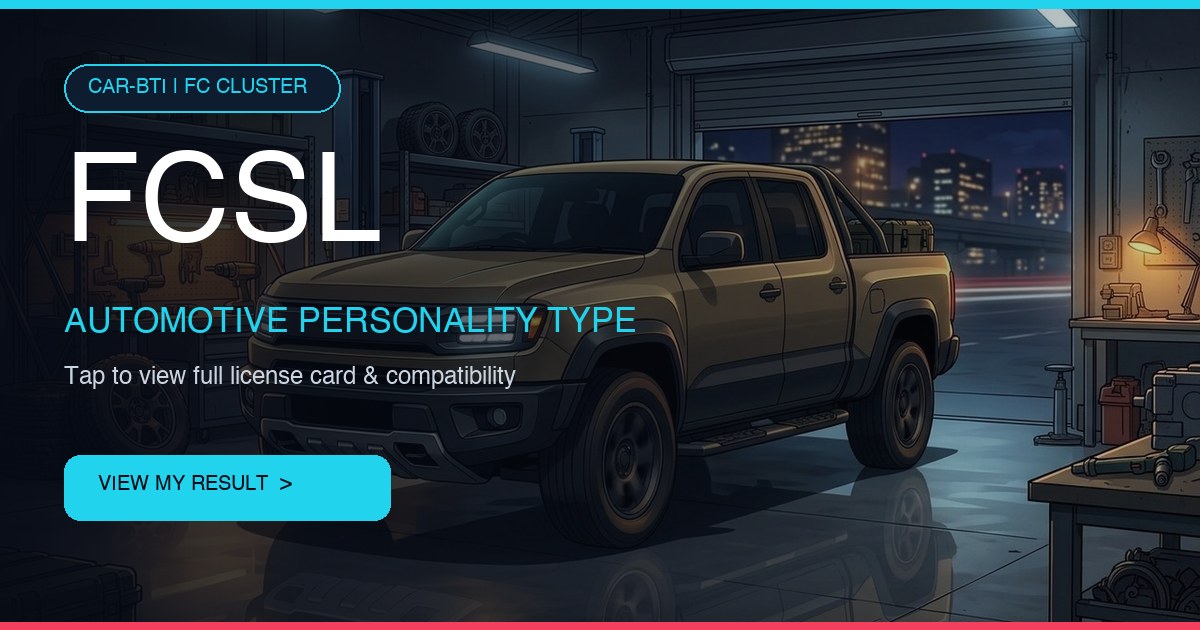 CAR-BTI | FC CLUSTER
FCSL
AUTOMOTIVE PERSONALITY TYPE
Tap to view full license card & compatibility
VIEW MY RESULT >